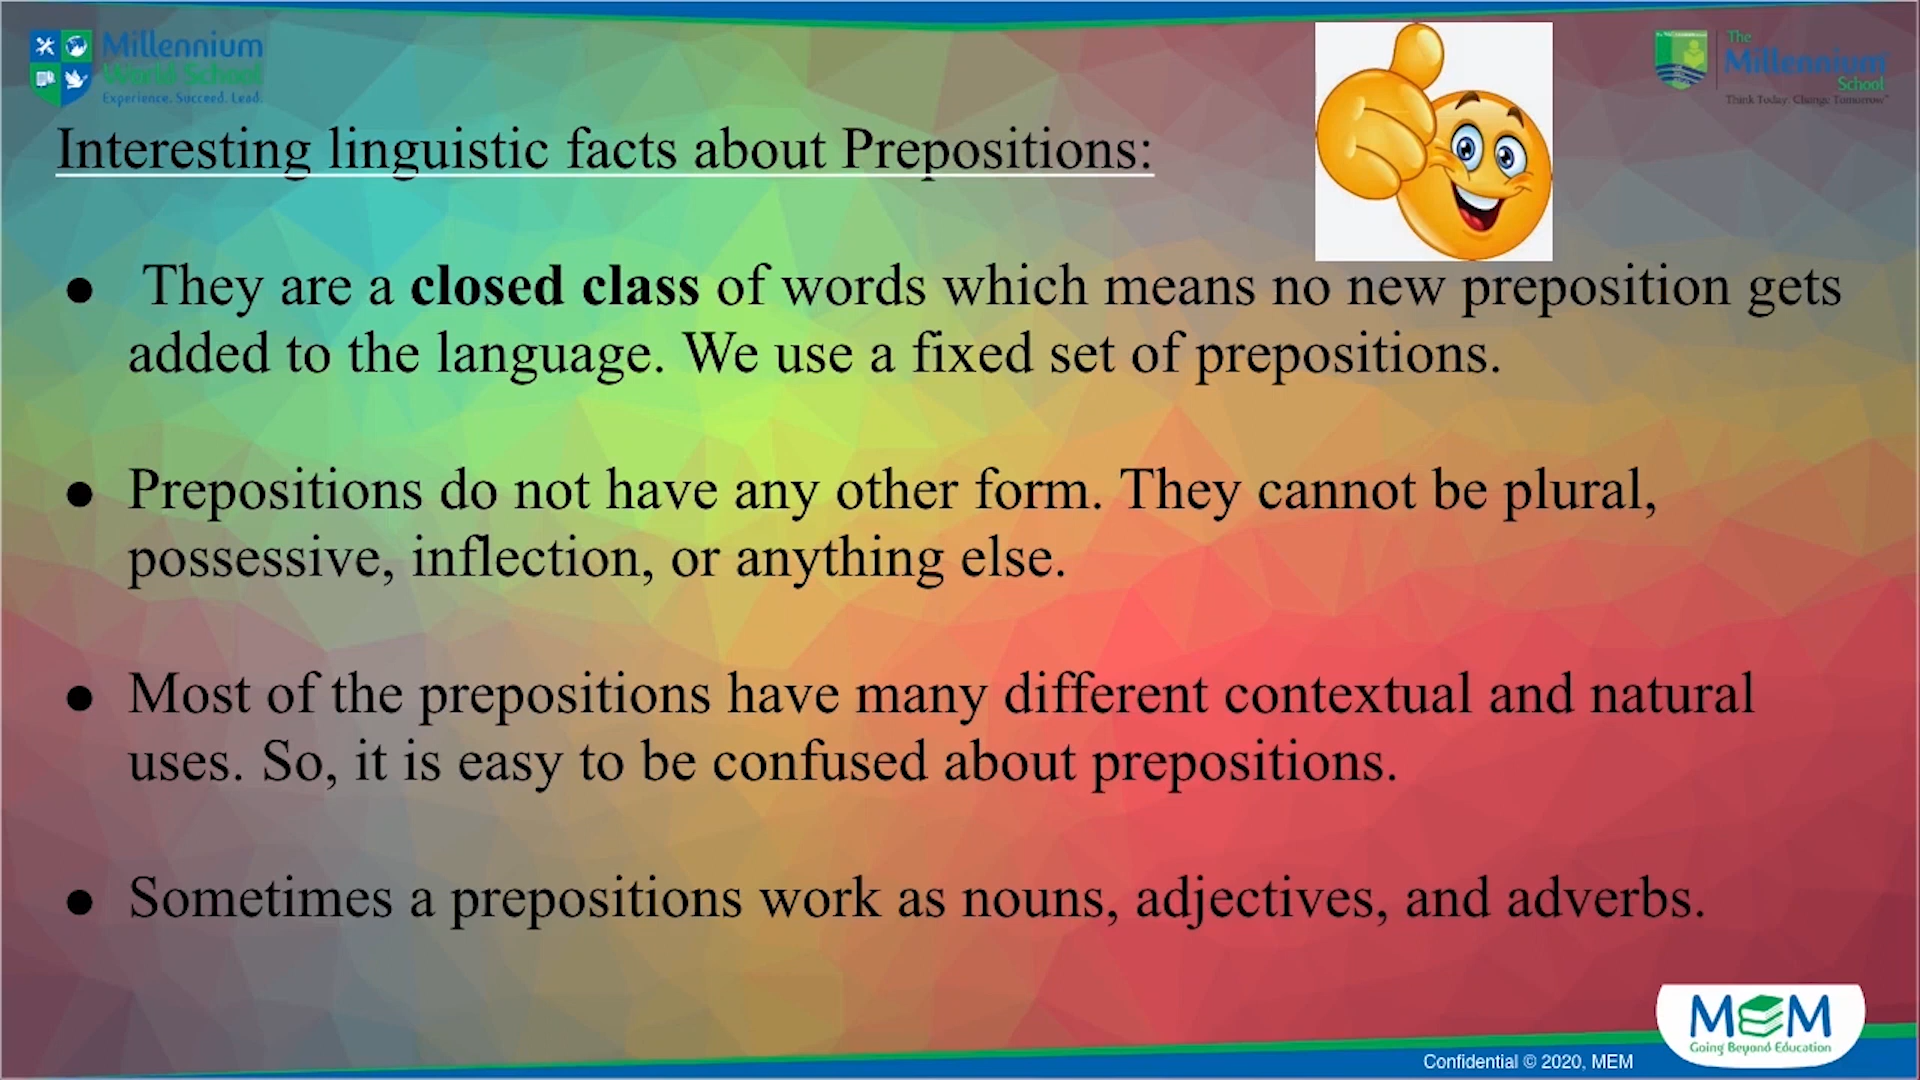 Millennium
World School
Experience. Succeed. Lead.
The
Millennium
School
Think Today. Change Tomorrow
Interesting linguistic facts about Prepositions:
● They are a closed class of words which means no new preposition gets
added to the language. We use a fixed set of prepositions.
● Prepositions do not have any other form. They cannot be plural,
possessive, inflection, or anything else.
● Most of the prepositions have many different contextual and natural
uses. So, it is easy to be confused about prepositions.
● Sometimes a prepositions work as nouns, adjectives, and adverbs.
MEM
Going Beyond Education
Confidential © 2020, MEM